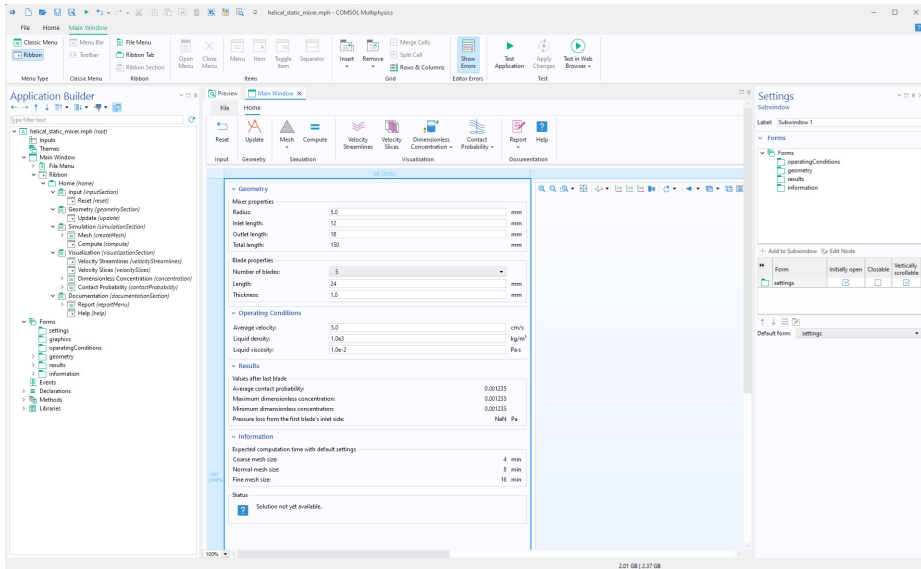 helical_static_mixer.mph - COMSOL Multiphysics
File Home Main Window
Classic Menu
Ribbon
Menu Type
Menu Bar
Toolbar
Classic Menu
File Menu
Ribbon Tab
Ribbon Section
Ribbon
Open Menu
Close Menu
Menu
Item
Toggle Item
Separator
Items
Insert
Remove
Merge Cells
Split Cell
Rows & Columns
Grid
Show Errors
Editor Errors
Test Application
Apply Changes
Test in Web Browser
Test
Application Builder
Type filter text
helical_static_mixer.mph (root)
Inputs
Themes
Main Window
File Menu
Ribbon
Home (home)
Input (inputSection)
Reset (reset)
Geometry (geometrySection)
Update (update)
Simulation (simulationSection)
Mesh (createMesh)
Compute (compute)
Visualization (visualizationSection)
Velocity Streamlines (velocityStreamlines)
Velocity Slices (velocitySlices)
Dimensionless Concentration (concentration)
Contact Probability (contactProbability)
Documentation (documentationSection)
Report (reportMenu)
Help (help)
Forms
settings
graphics
operatingConditions
geometry
results
information
Events
Declarations
Methods
Libraries
Preview Main Window
File Home
Reset
Input
Update
Geometry
Mesh
Compute
Simulation
Velocity Streamlines
Velocity Slices
Dimensionless Concentration
Contact Probability
Visualization
Report
Help
Documentation
Geometry
Mixer properties
Radius: 5.0 mm
Inlet length: 12 mm
Outlet length: 18 mm
Total length: 150 mm
Blade properties
Number of blades: 5
Length: 24 mm
Thickness: 1.0 mm
Operating Conditions
Average velocity: 5.0 cm/s
Liquid density: 1.0e3 kg/m³
Liquid viscosity: 1.0e-2 Pa·s
Results
Values after last blade
Average contact probability: 0.001235
Maximum dimensionless concentration: 0.001235
Minimum dimensionless concentration: 0.001235
Pressure loss from the first blade's inlet side: NaN Pa
Information
Expected computation time with default settings
Coarse mesh size: 4 min
Normal mesh size: 8 min
Fine mesh size: 16 min
Status
Solution not yet available.
100%
Settings
Subwindow
Label: Subwindow 1
Forms
Forms
operatingConditions
geometry
results
information
Add to Subwindow Edit Node
Form Initially open Closable Vertically scrollable
settings
Default form: settings
2.01 GB | 2.37 GB